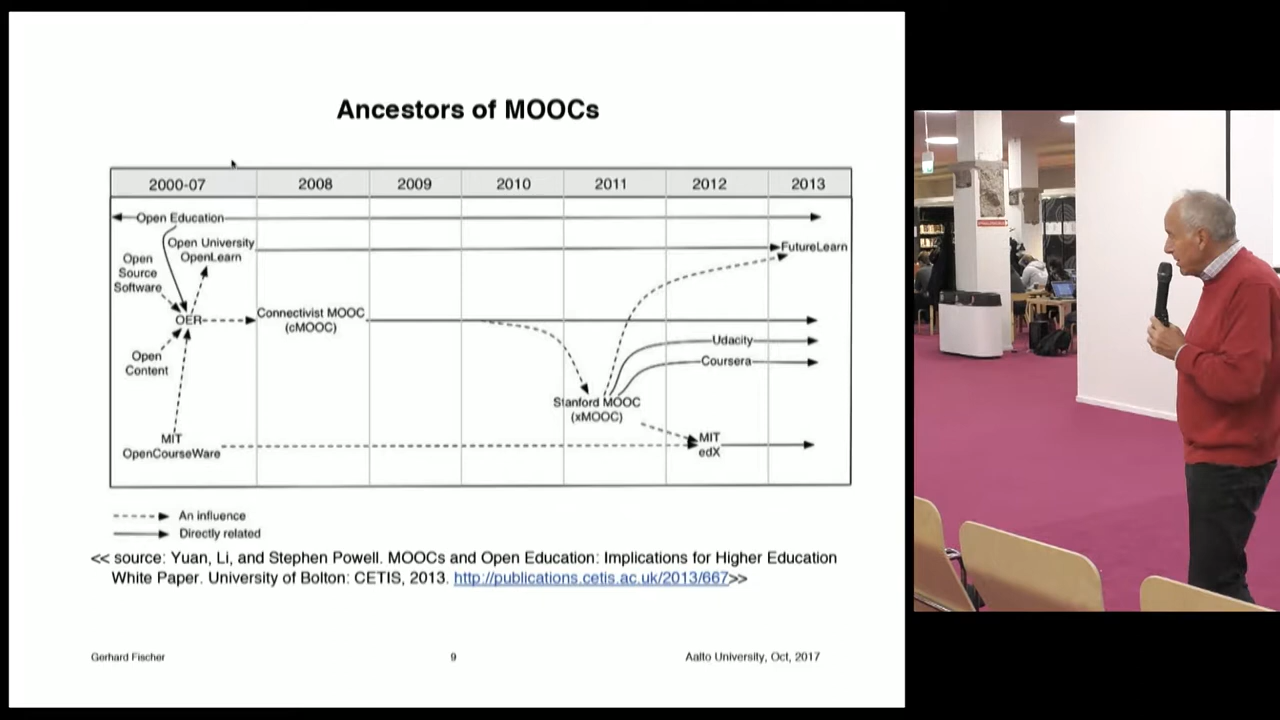 Ancestors of MOOCs
2000-07 2008 2009 2010 2011 2012 2013
Open Education
Open University
OpenLearn
FutureLearn
Open
Source
Software
OER
Connectivist MOOC
(cMOOC)
Udacity
Coursera
Open
Content
Stanford MOOC
(xMOOC)
MIT
OpenCourseWare
MIT
edX
An influence
Directly related
<< source: Yuan, Li, and Stephen Powell. MOOCs and Open Education: Implications for Higher Education
White Paper. University of Bolton: CETIS, 2013. http://publications.cetis.ac.uk/2013/667>>
Gerhard Fischer 9 Aalto University, Oct, 2017